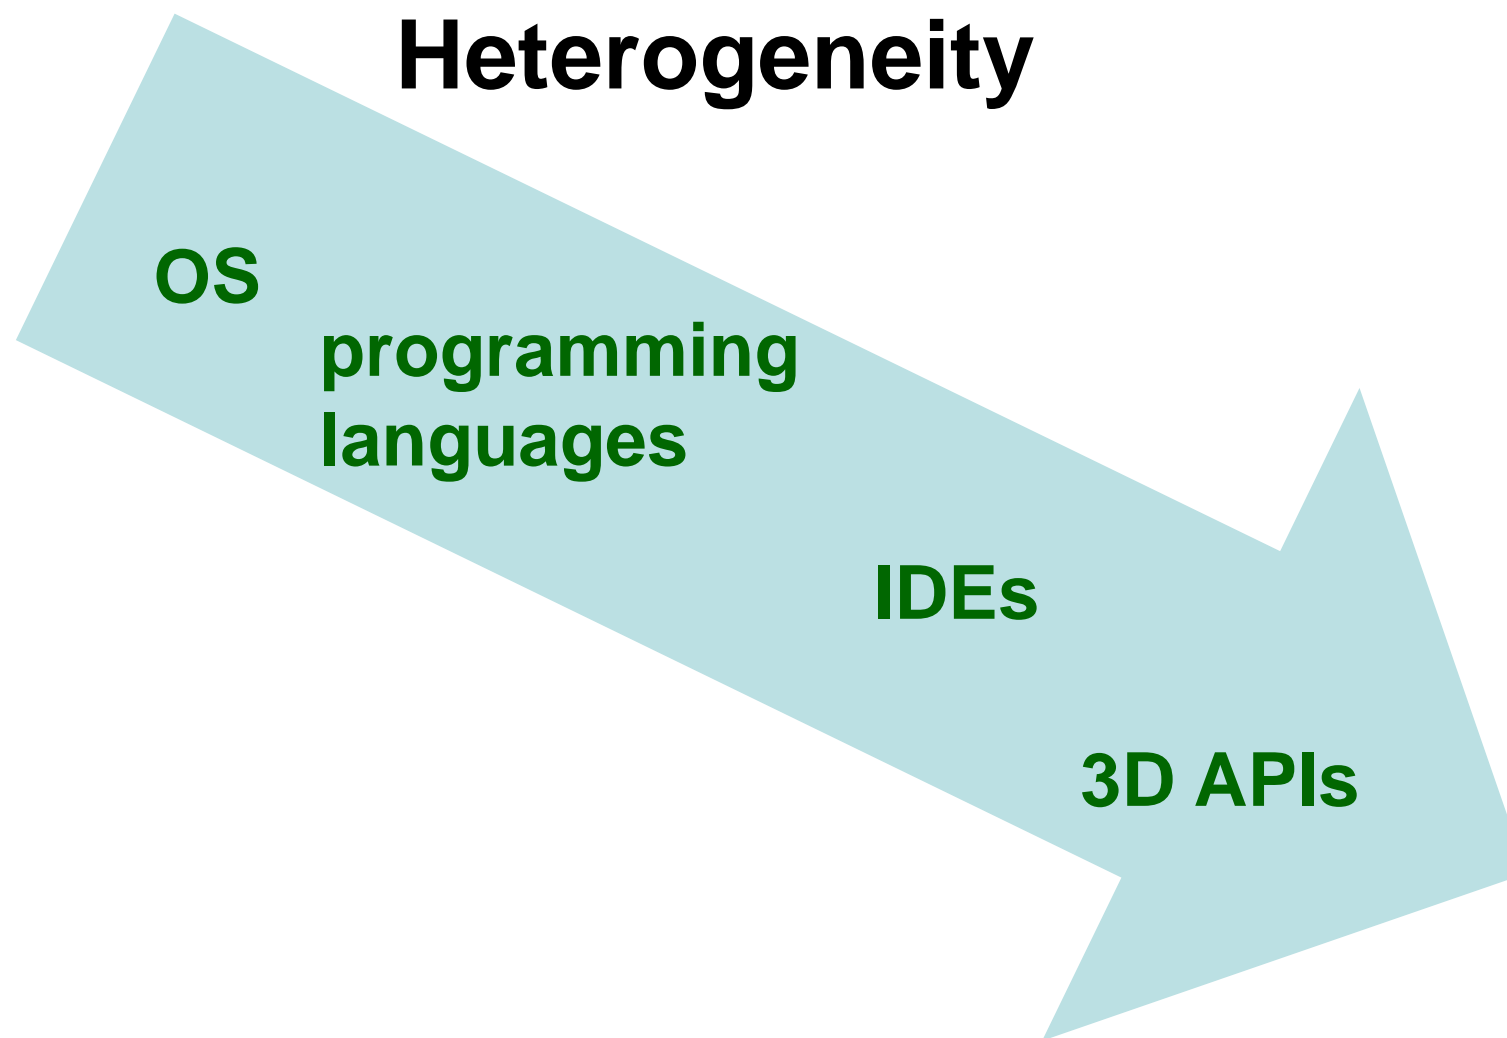 Heterogeneity
OS
programming
languages
IDEs
3D APIs